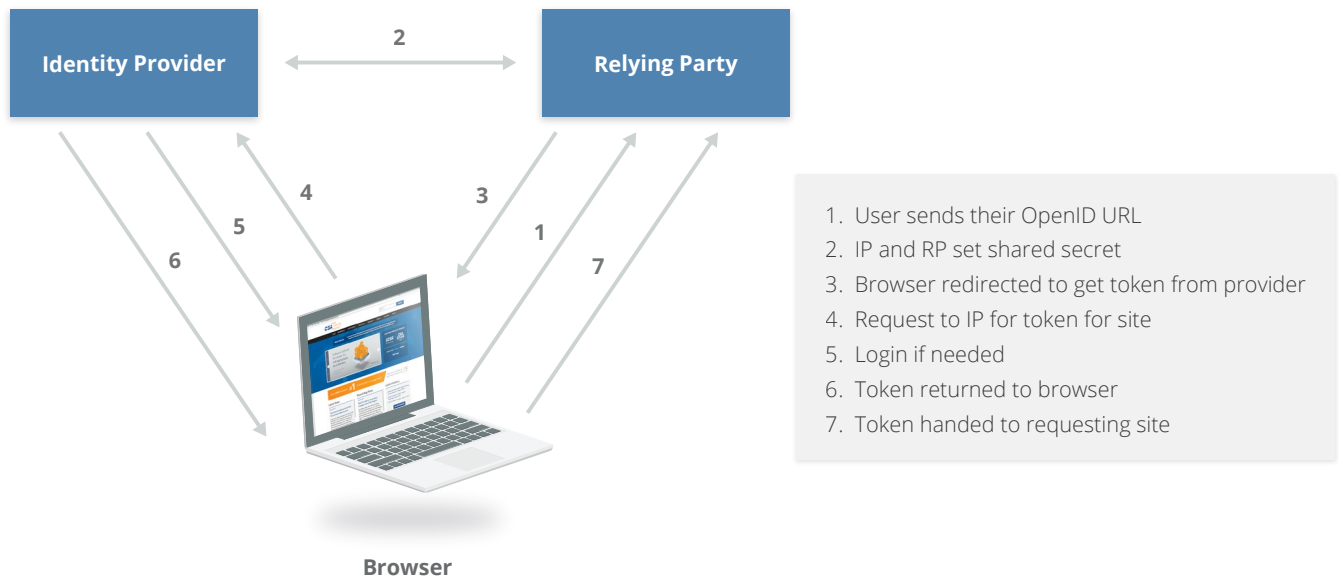 Identity Provider
2
Relying Party
4
3
5
1
6
7
1. User sends their OpenID URL
2. IP and RP set shared secret
3. Browser redirected to get token from provider
4. Request to IP for token for site
5. Login if needed
6. Token returned to browser
7. Token handed to requesting site
Browser